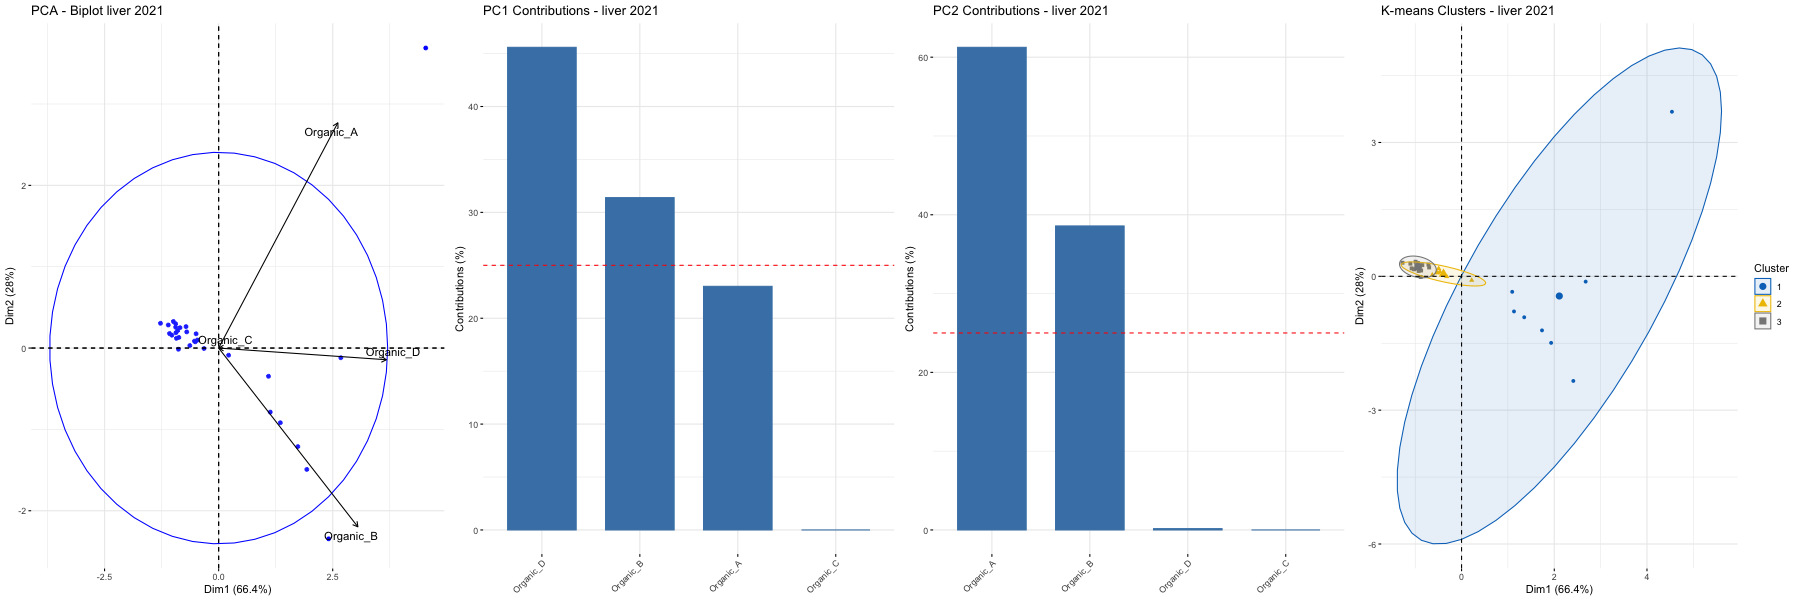 PCA - Biplot liver 2021
Dim2 (28%)
2
0
-2
Organic_A
Organic_C
Organic_D
Organic_B
-2.5
0.0
2.5
Dim1 (66.4%)
PC1 Contributions - liver 2021
Contributions (%)
40
30
20
10
0
Organic_D
Organic_B
Organic_A
Organic_C
PC2 Contributions - liver 2021
Contributions (%)
60
40
20
0
Organic_A
Organic_B
Organic_D
Organic_C
K-means Clusters - liver 2021
Dim2 (28%)
3
0
-3
-6
0
2
4
Dim1 (66.4%)
Cluster
1
2
3